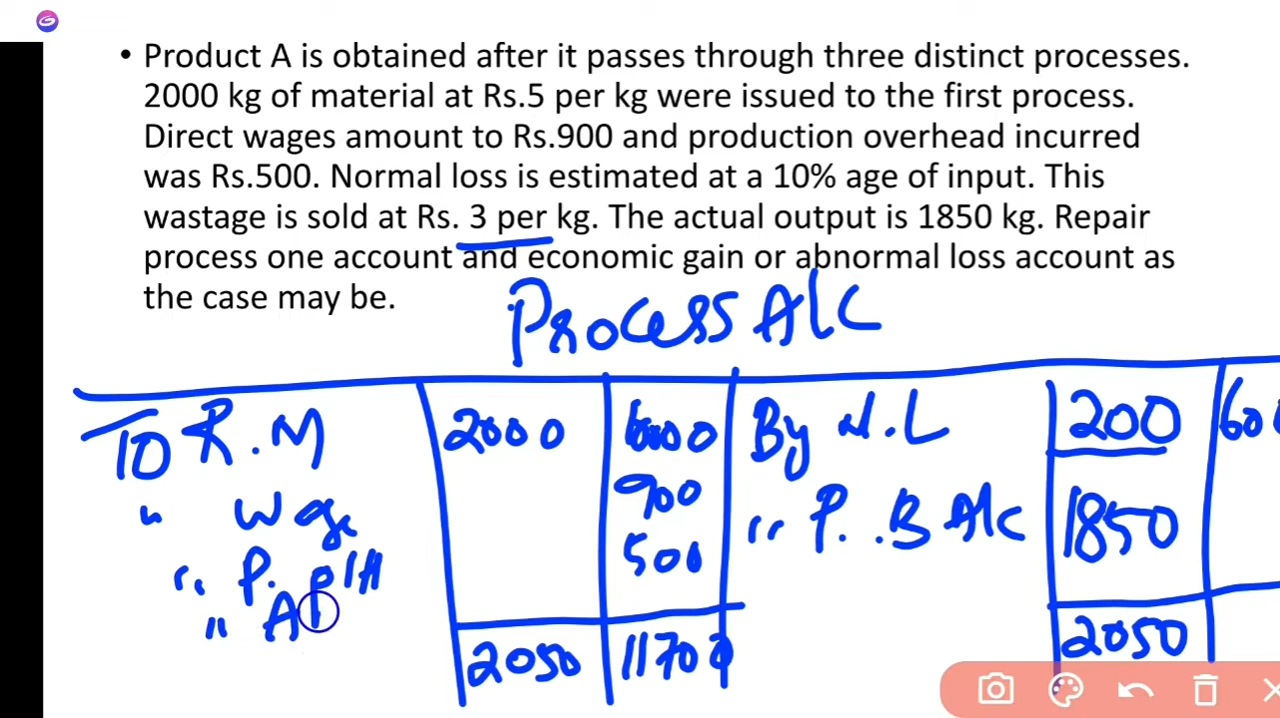 • Product A is obtained after it passes through three distinct processes.
2000 kg of material at Rs.5 per kg were issued to the first process.
Direct wages amount to Rs.900 and production overhead incurred
was Rs.500. Normal loss is estimated at a 10% age of input. This
wastage is sold at Rs. 3 per kg. The actual output is 1850 kg. Repair
process one account and economic gain or abnormal loss account as
the case may be.
Process A/C
To R.M 2000 By N.L 200 600
" Wage 900 " P. B A/c 1850
" P. 500
" A
2050 11700 2050